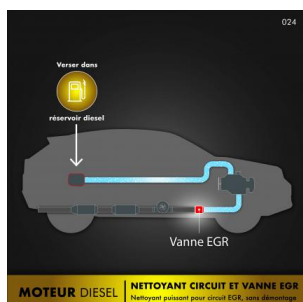 024
Verser dans
réservoir diesel
Vanne EGR
MOTEUR DIESEL
NETTOYANT CIRCUIT ET VANNE EGR
Nettoyant puissant pour circuit EGR, sans démontage